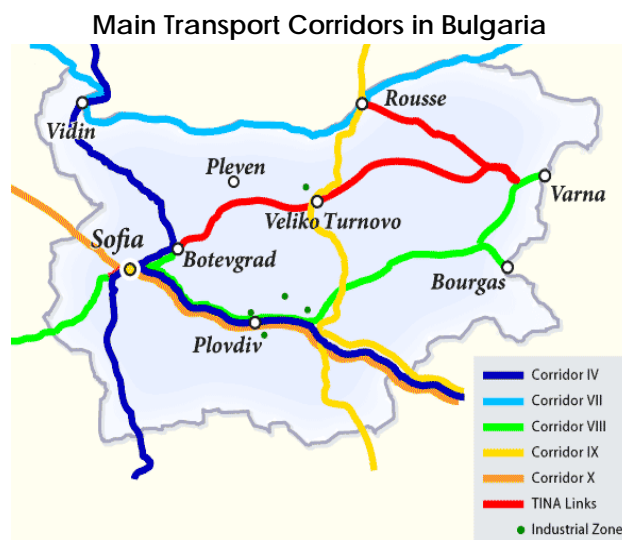 Main Transport Corridors in Bulgaria
Rousse
Vidin
Pleven
Varna
Veliko Turnovo
Sofia
Botevgrad
Bourgas
Plovdiv
Corridor IV
Corridor VII
Corridor VIII
Corridor IX
Corridor X
TINA Links
Industrial Zone